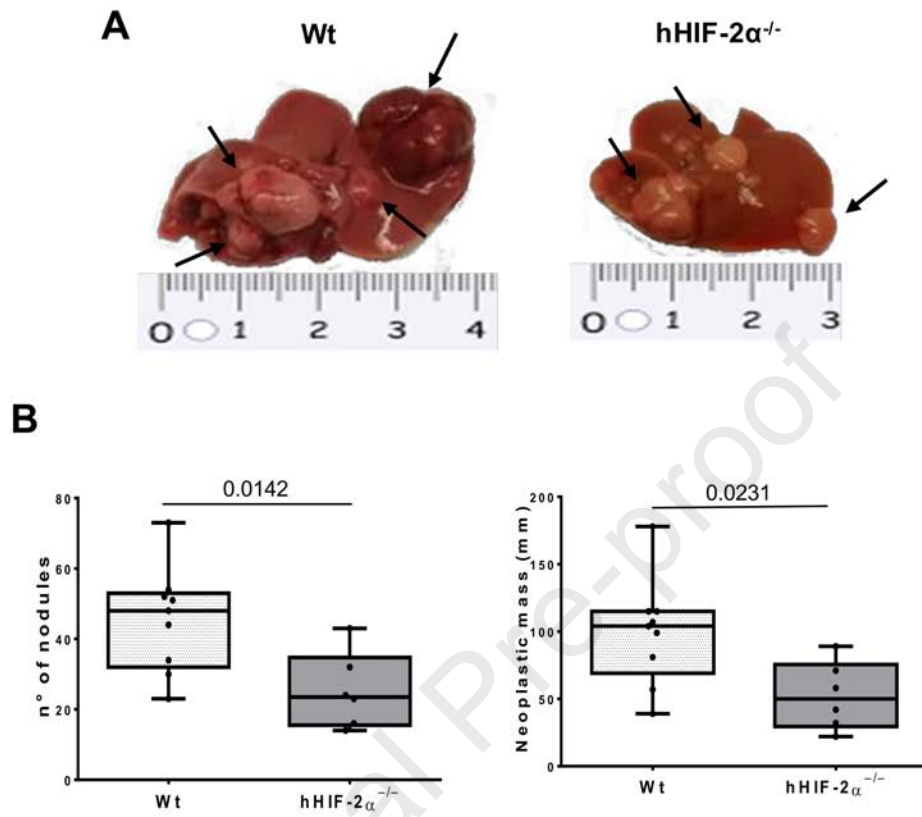 A
Wt
hHIF-2α⁻/⁻
0 1 2 3 4
0 1 2 3
B
0.0142
n° of nodules
80
60
40
20
0
Wt
hHIF-2α⁻/⁻
0.0231
Neoplastic mass (mm)
200
150
100
50
0
Wt
hHIF-2α⁻/⁻
al Pre-proof